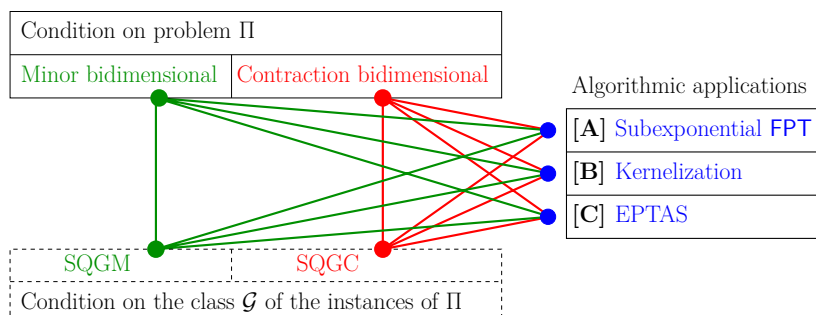 Condition on problem Π
Minor bidimensional Contraction bidimensional
Algorithmic applications
[A] Subexponential FPT
[B] Kernelization
[C] EPTAS
SQGM SQGC
Condition on the class 𝓖 of the instances of Π